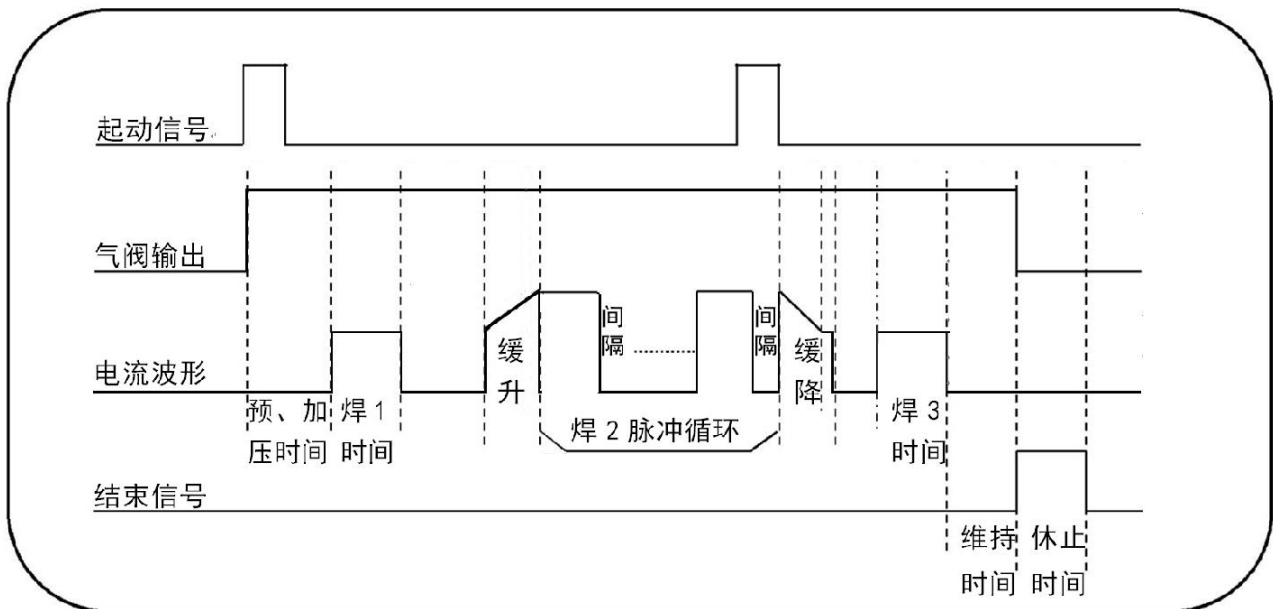 起动信号
气阀输出
间
隔
间
隔
缓
升
缓
降
电流波形
预、加
压时间
焊1
时间
焊2脉冲循环
焊3
时间
结束信号
维持
时间
休止
时间